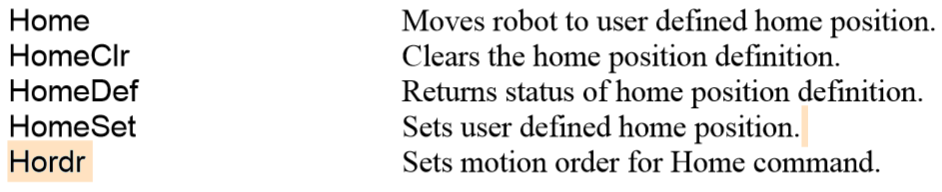 Home Moves robot to user defined home position.
HomeClr Clears the home position definition.
HomeDef Returns status of home position definition.
HomeSet Sets user defined home position.
Hordr Sets motion order for Home command.